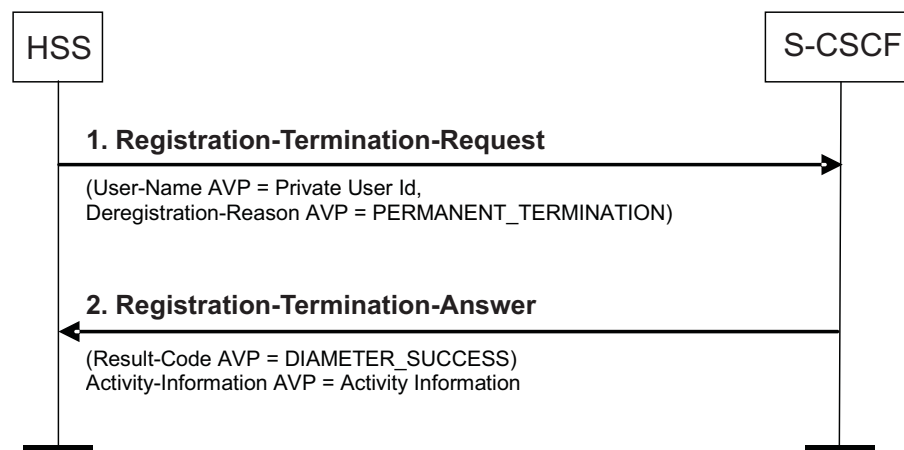 HSS
S-CSCF
1. Registration-Termination-Request
(User-Name AVP = Private User Id,
Deregistration-Reason AVP = PERMANENT_TERMINATION)
2. Registration-Termination-Answer
(Result-Code AVP = DIAMETER_SUCCESS)
Activity-Information AVP = Activity Information